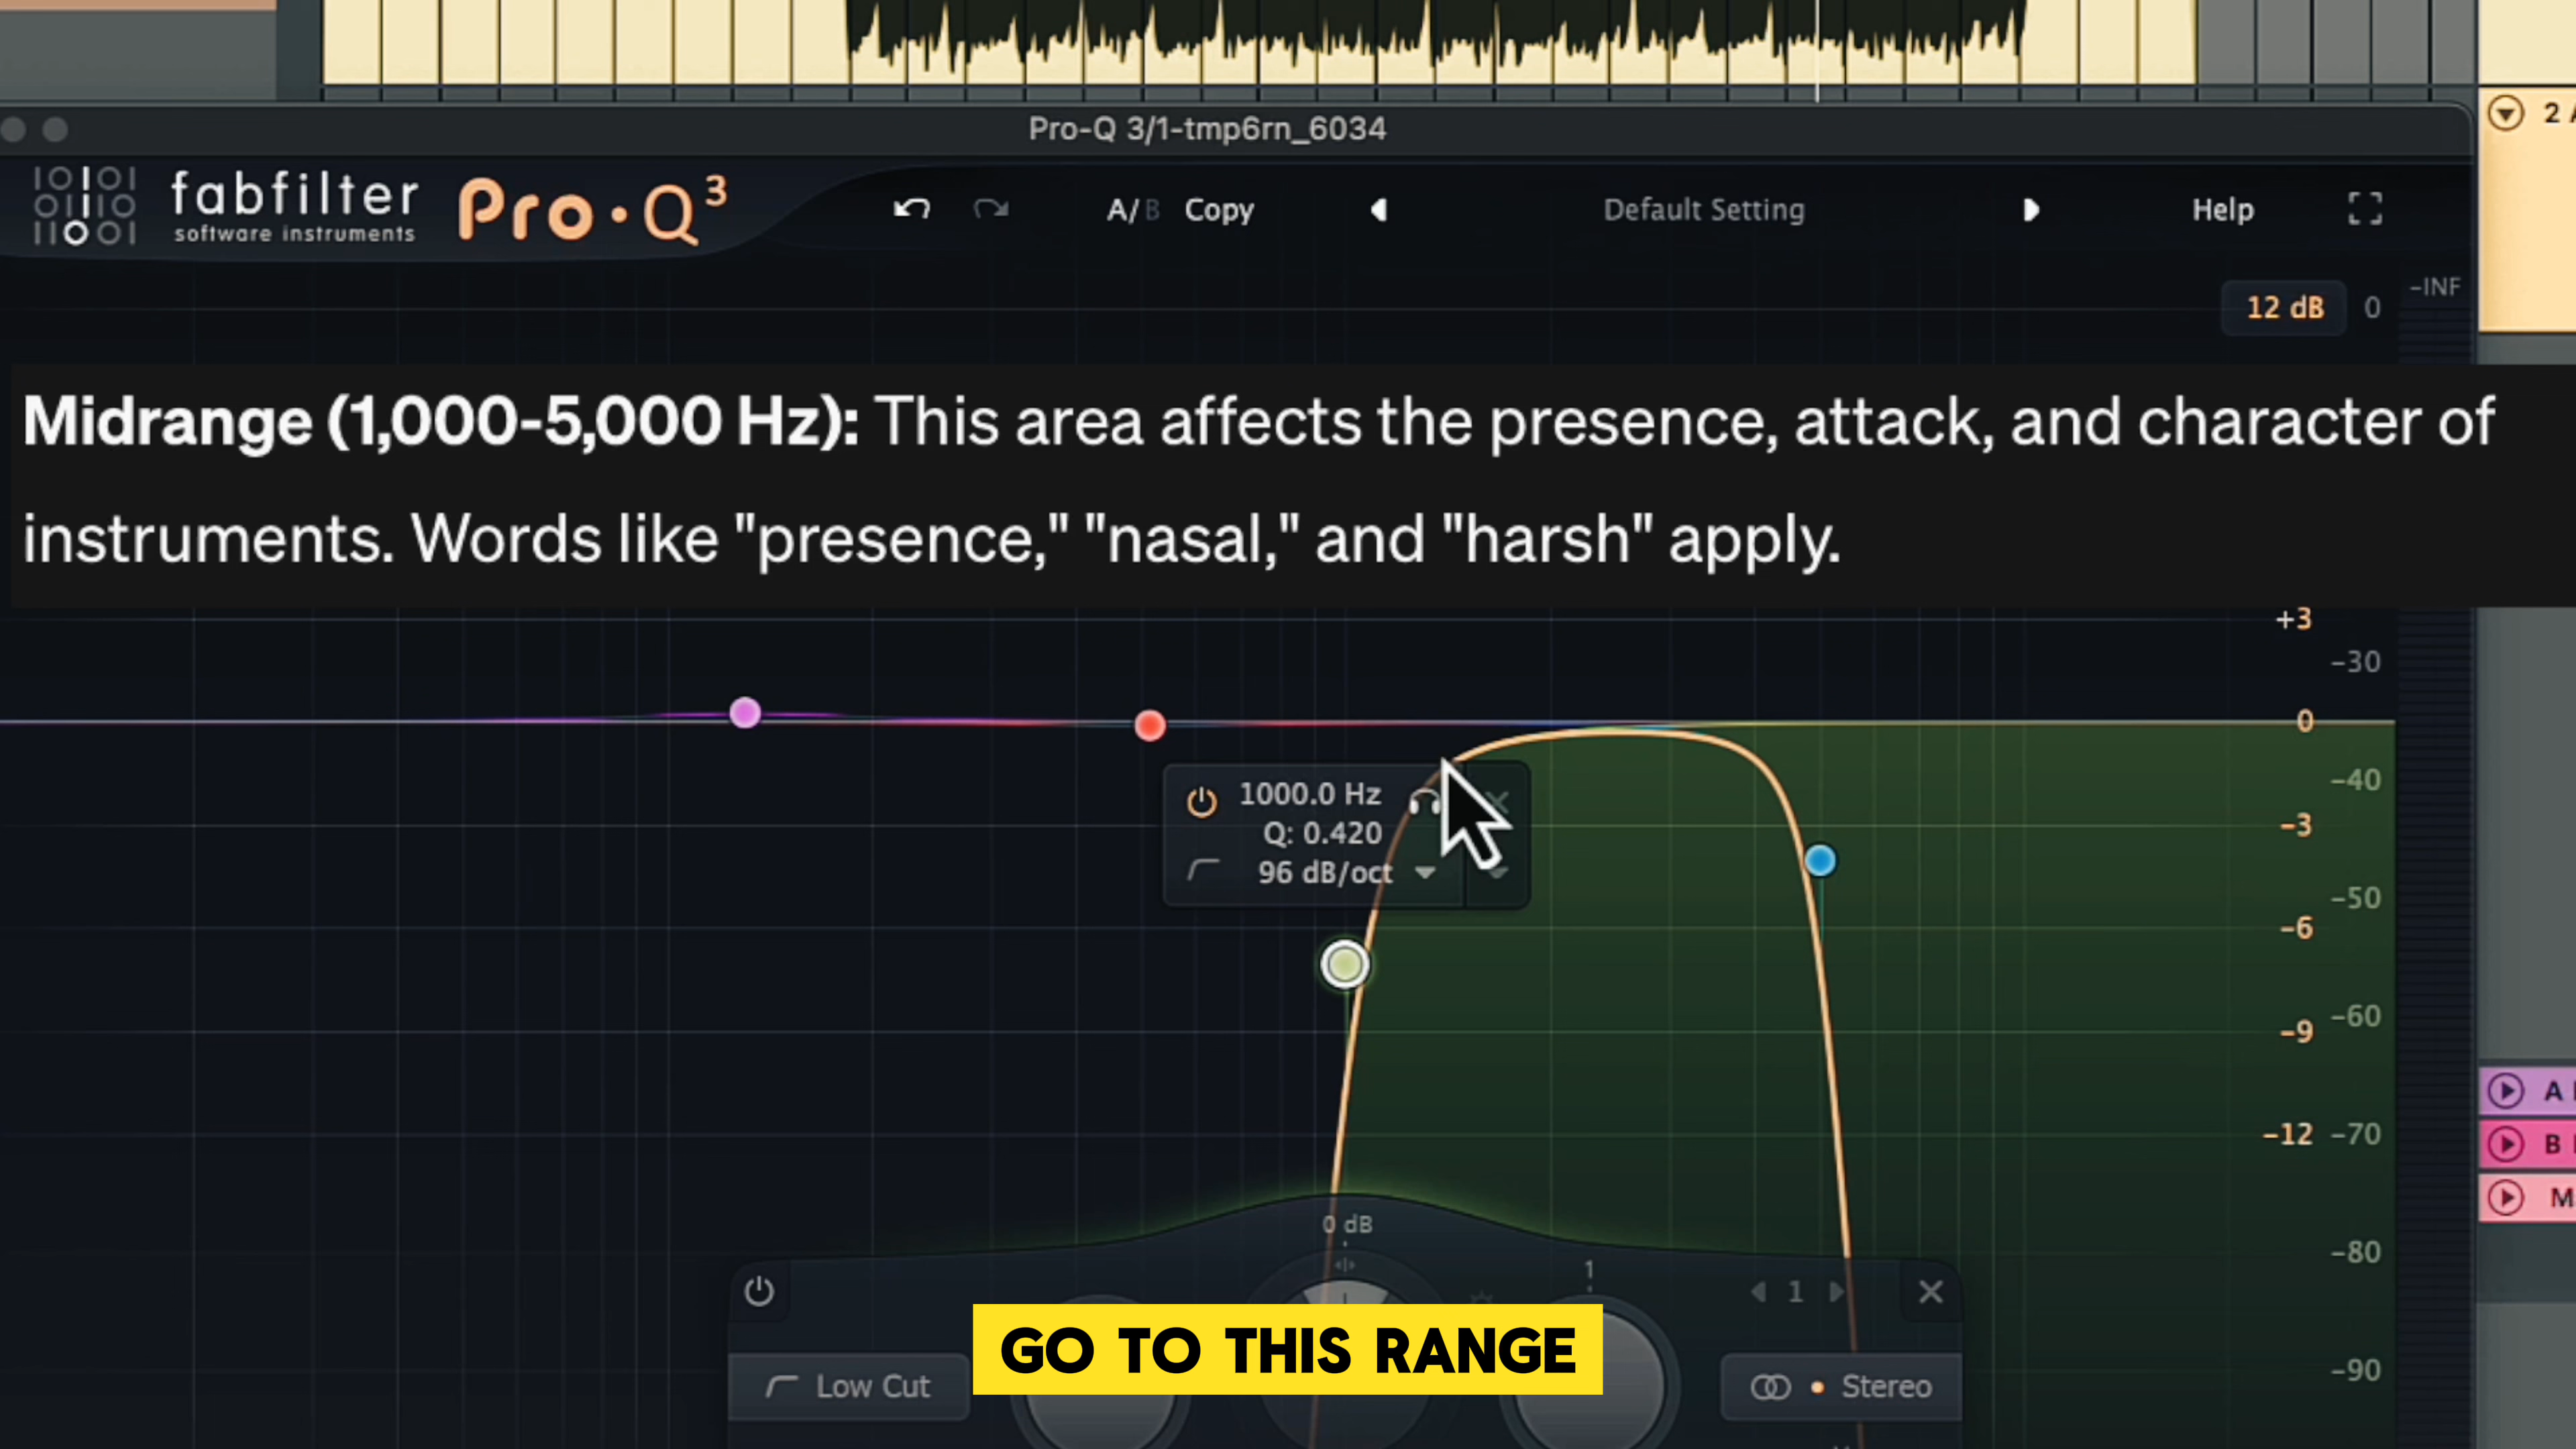 Pro-Q 3/1-tmp6rn_6034
fabfilter
software instruments
Pro·Q3
A/B Copy
Default Setting
Help
-INF
12 dB 0
Midrange (1,000-5,000 Hz): This area affects the presence, attack, and character of
instruments. Words like "presence," "nasal," and "harsh" apply.
+3
-30
0
-40
-3
-50
-6
-60
-9
-12 -70
-80
-90
1000.0 Hz
Q: 0.420
96 dB/oct
0 dB
1
1
GO TO THIS RANGE
Low Cut
Stereo
2 A
A
B
M